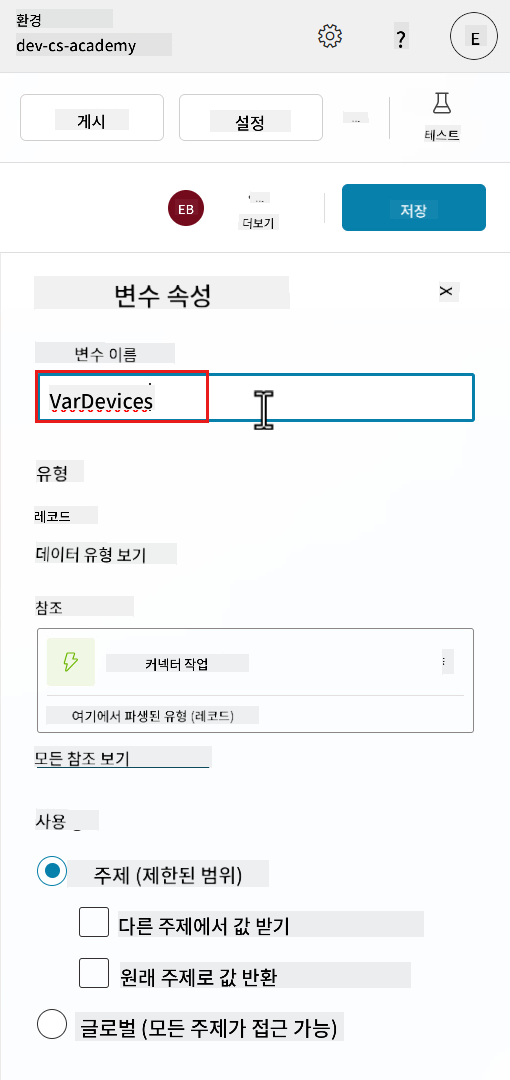 환경
dev-cs-academy
?
E
게시
설정
...
테스트
EB
...
더보기
저장
변수 속성
변수 이름
VarDevices
유형
레코드
데이터 유형 보기
참조
커넥터 작업
여기에서 파생된 유형 (레코드)
모든 참조 보기
사용
주제 (제한된 범위)
다른 주제에서 값 받기
원래 주제로 값 반환
글로벌 (모든 주제가 접근 가능)